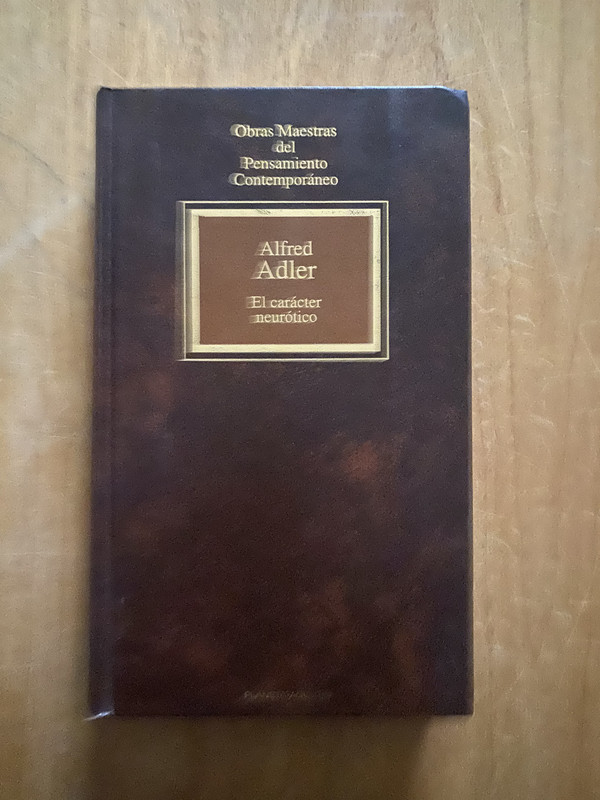 Obras Maestras
del
Pensamiento
Contemporáneo
Alfred
Adler
El carácter
neurótico